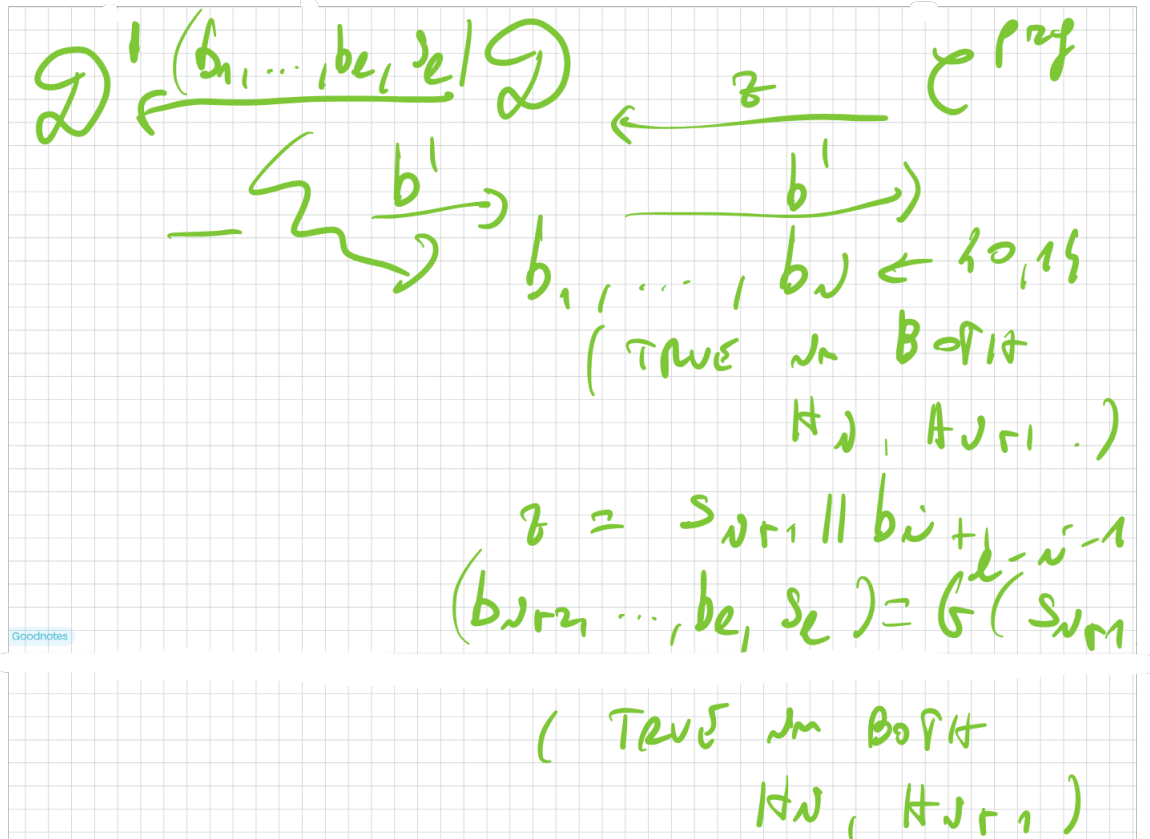 D' (b1, ..., bℓ, sℓ) D z C^prg
b' b'
b1, ..., bi ← {0,1}
(TRUE in BOTH
Hi, Hi+1.)
z = si+1 || bi+1
(bi+2, ..., bℓ, sℓ) = G^ℓ-i-1(si+1
Goodnotes
(TRUE in BOTH
Hi, Hi+1)